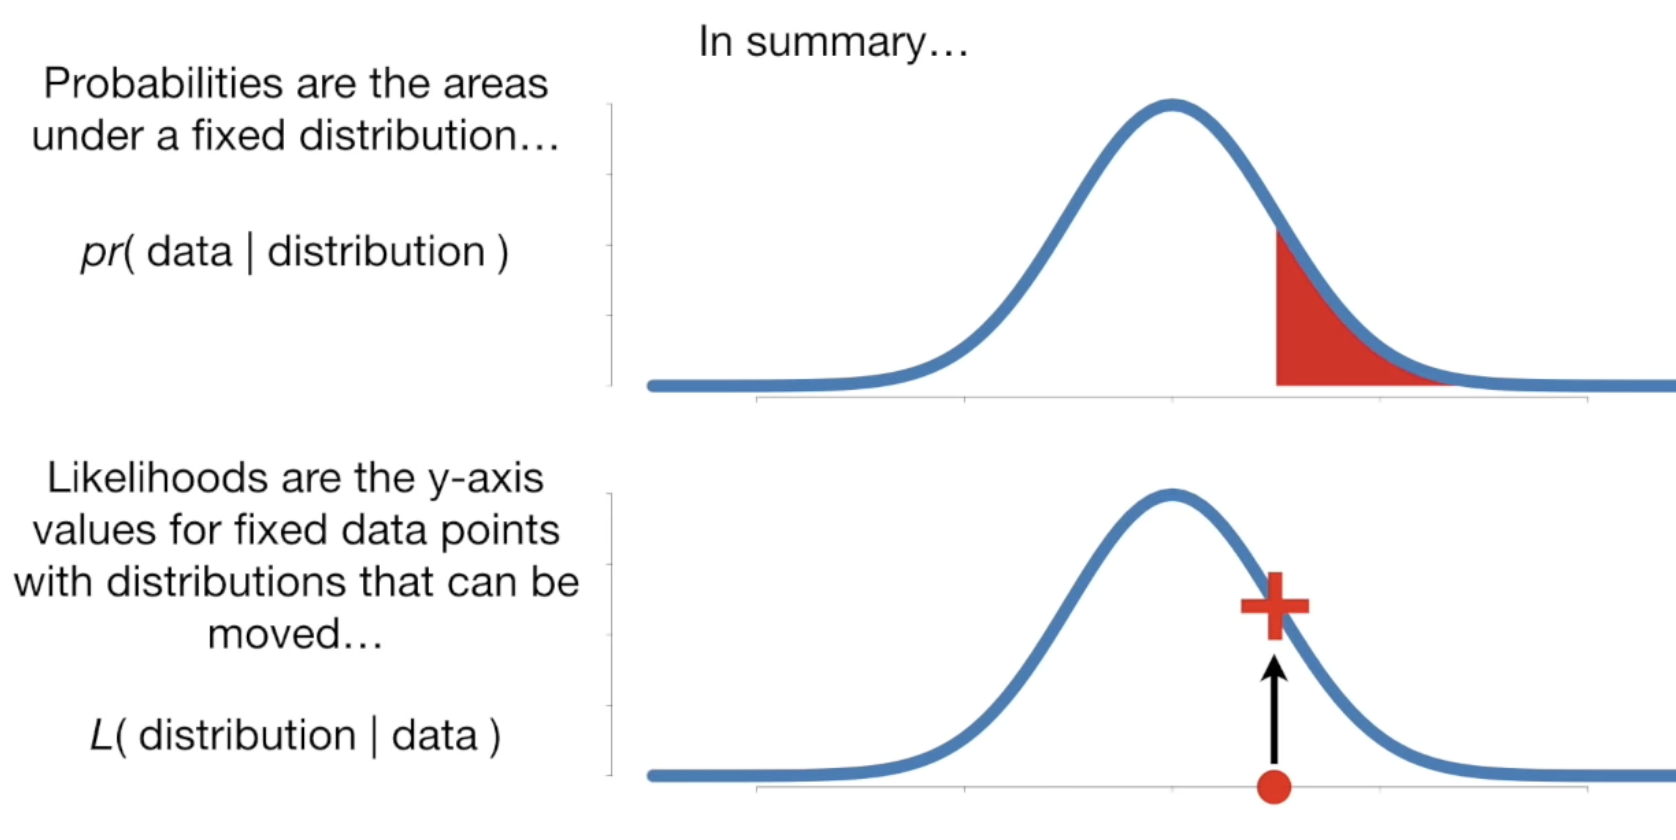 In summary…
Probabilities are the areas
under a fixed distribution…
pr( data | distribution )
Likelihoods are the y-axis
values for fixed data points
with distributions that can be
moved…
L( distribution | data )